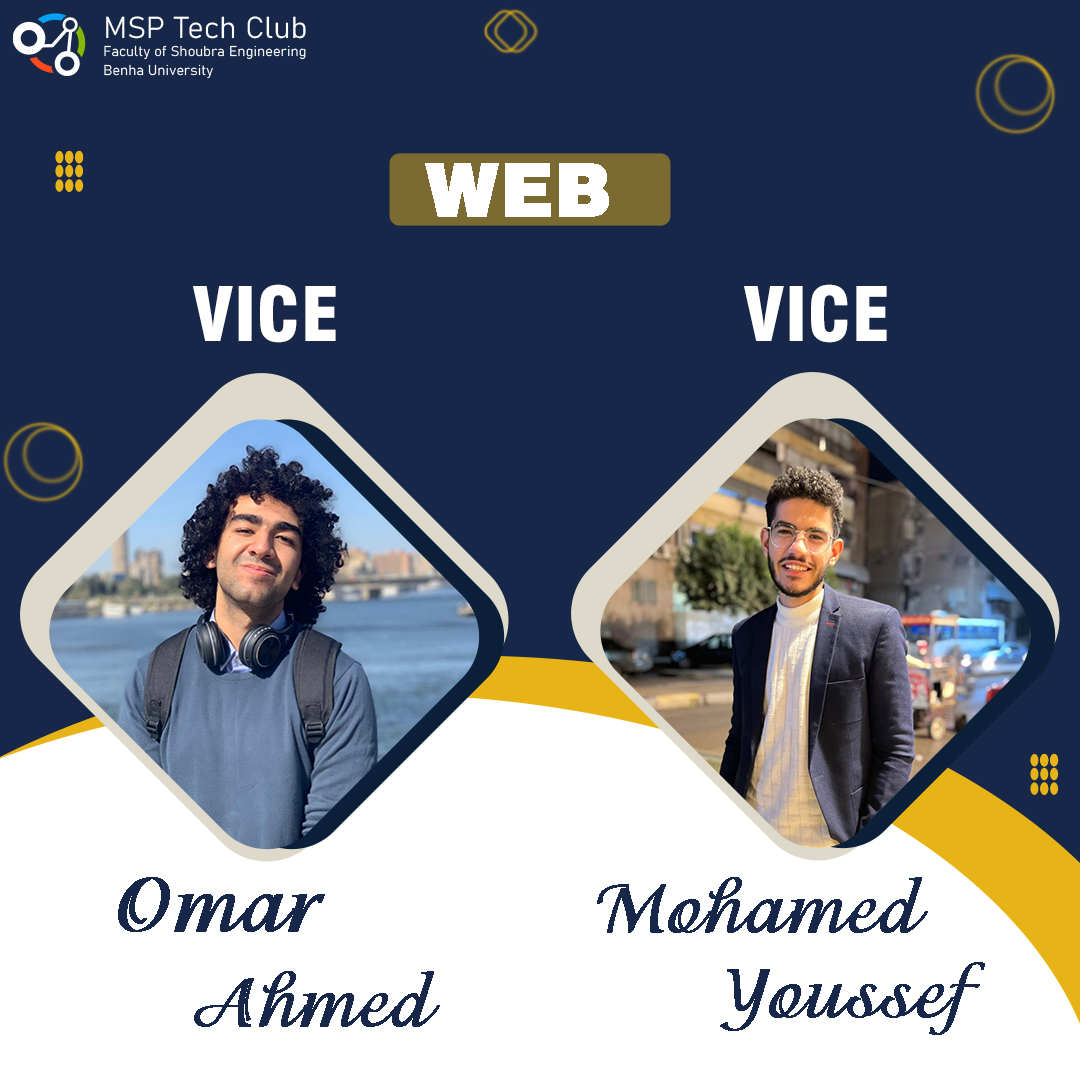 MSP Tech Club
Faculty of Shoubra Engineering
Benha University
WEB
VICE
VICE
Omar
Ahmed
Mohamed
Youssef